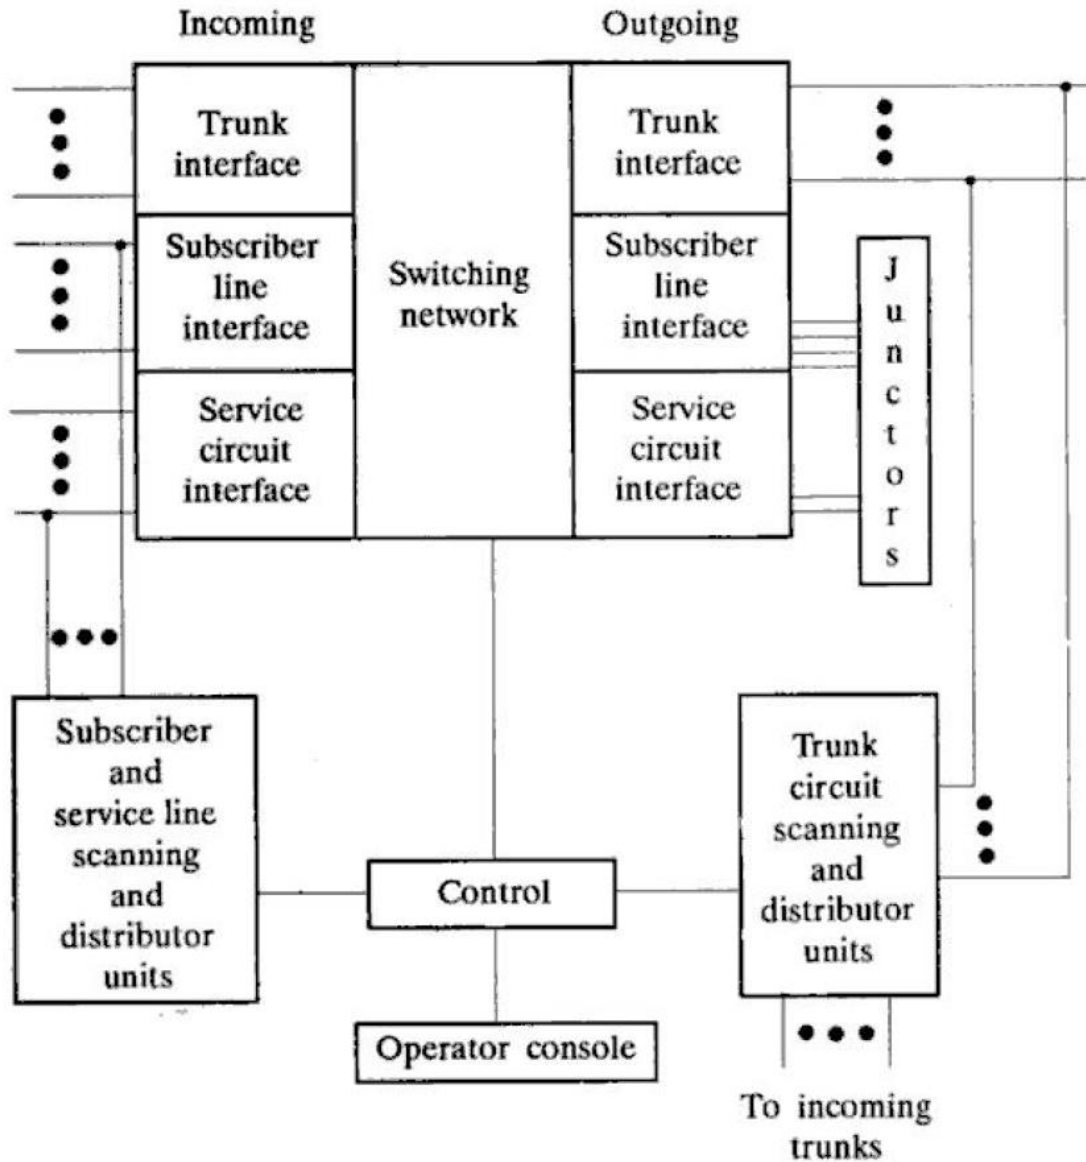 Incoming
Outgoing
Trunk
interface
Subscriber
line
interface
Service
circuit
interface
Switching
network
Trunk
interface
Subscriber
line
interface
Service
circuit
interface
J
u
n
c
t
o
r
s
Subscriber
and
service line
scanning
and
distributor
units
Control
Operator console
Trunk
circuit
scanning
and
distributor
units
To incoming
trunks